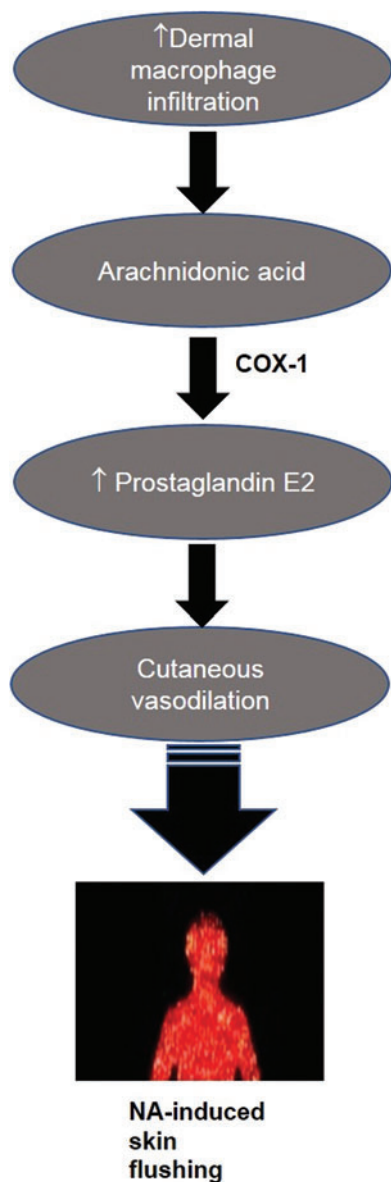 ↑Dermal
macrophage
infiltration
Arachnidonic acid
COX-1
↑ Prostaglandin E2
Cutaneous
vasodilation
NA-induced
skin
flushing